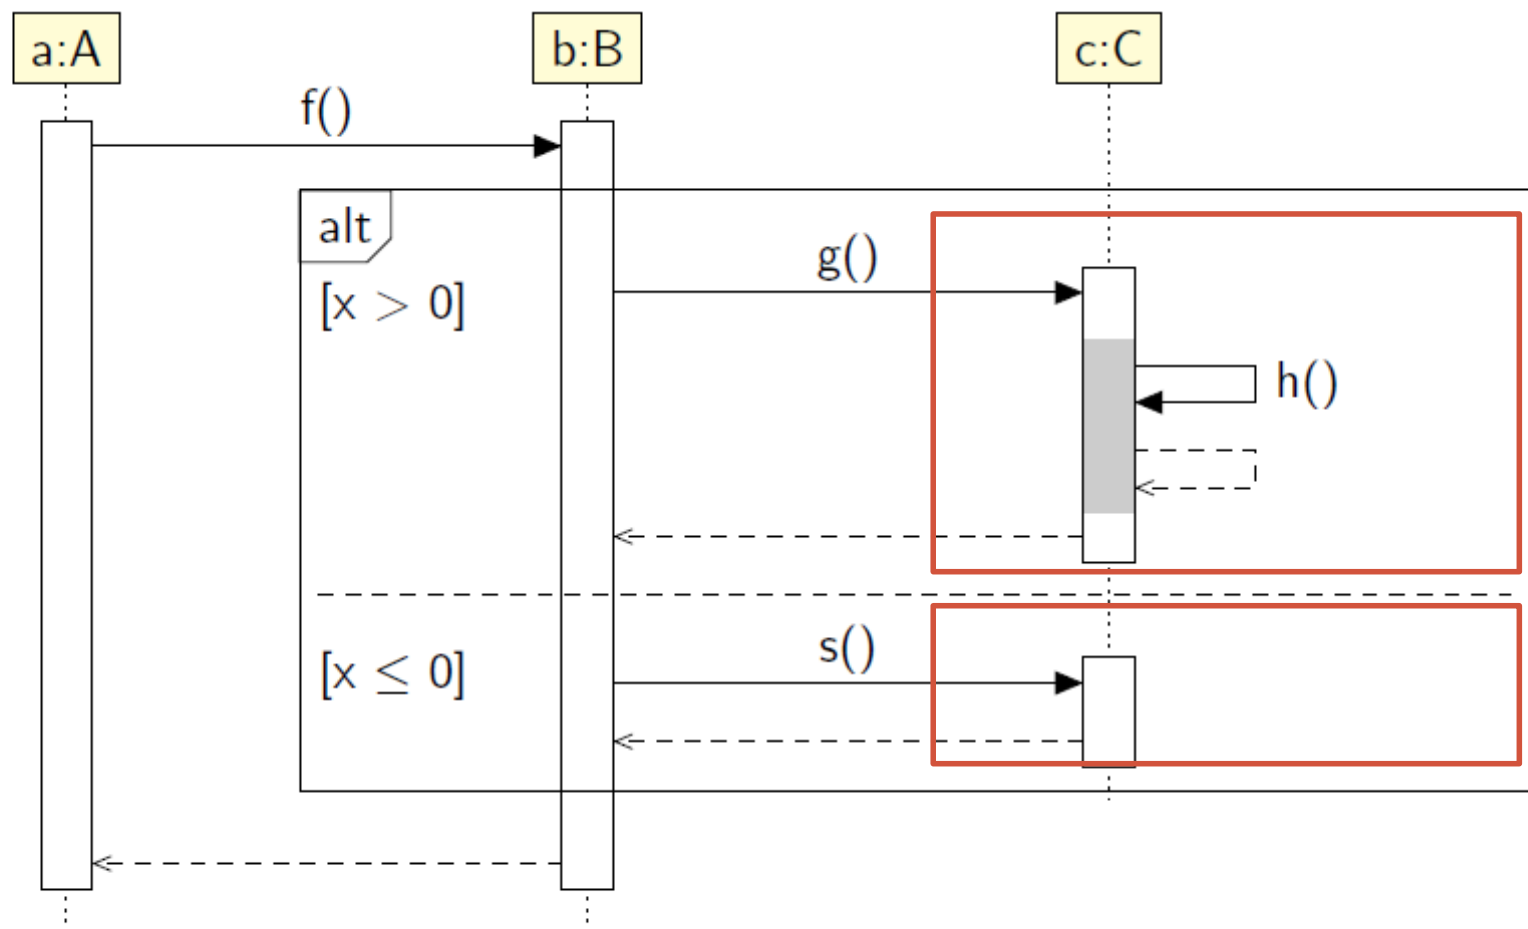 a:A
b:B
c:C
f()
alt
g()
[x > 0]
h()
s()
[x ≤ 0]